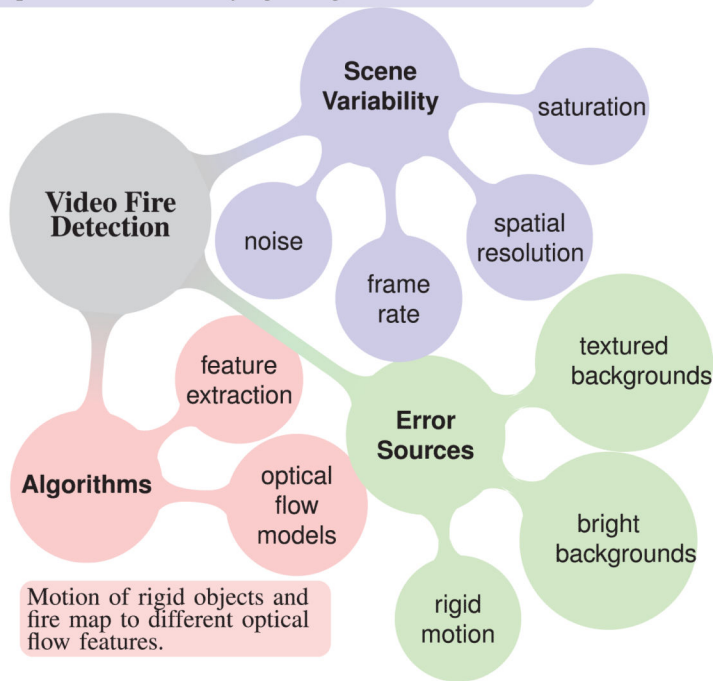 Scene
Variability
saturation
Video Fire
Detection
noise
spatial
resolution
frame
rate
feature
extraction
textured
backgrounds
Error
Sources
Algorithms
optical
flow
models
bright
backgrounds
rigid
motion
Motion of rigid objects and
fire map to different optical
flow features.